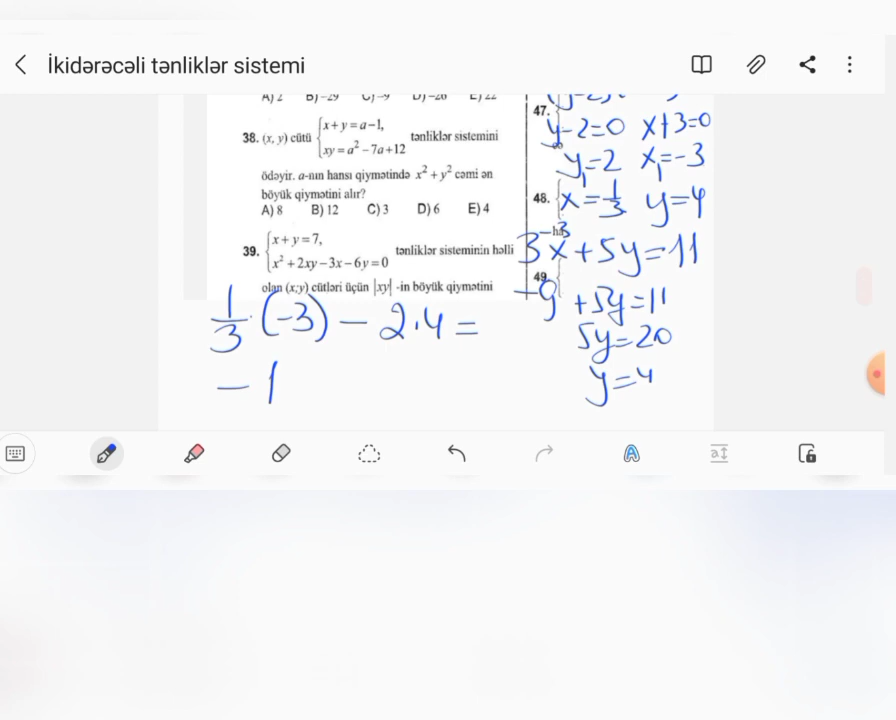 İkidərəcəli tənliklər sistemi
A) 2 B) -29 C) -9 D) -20 E) 22
38. (x, y) cütü { x + y = a - 1, tənliklər sistemini
xy = a² - 7a + 12
ödəyir. a-nın hansı qiymətində x² + y² cəmi ən
böyük qiymətini alır?
A) 8 B) 12 C) 3 D) 6 E) 4
39. { x + y = 7, tənliklər sisteminin həlli
x² + 2xy - 3x - 6y = 0
olan (x;y) cütləri üçün |xy| -in böyük qiymətini
1/3 · (-3) - 2.4 =
- 1
47.
y-2=0 x+3=0
y₁=2 x₁=-3
48. x=1/3 y=4
-3
3x+5y=11
49.
-9 +5y=11
5y=20
y=4